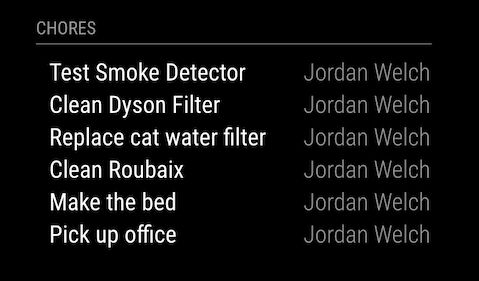 CHORES
Test Smoke Detector Jordan Welch
Clean Dyson Filter Jordan Welch
Replace cat water filter Jordan Welch
Clean Roubaix Jordan Welch
Make the bed Jordan Welch
Pick up office Jordan Welch